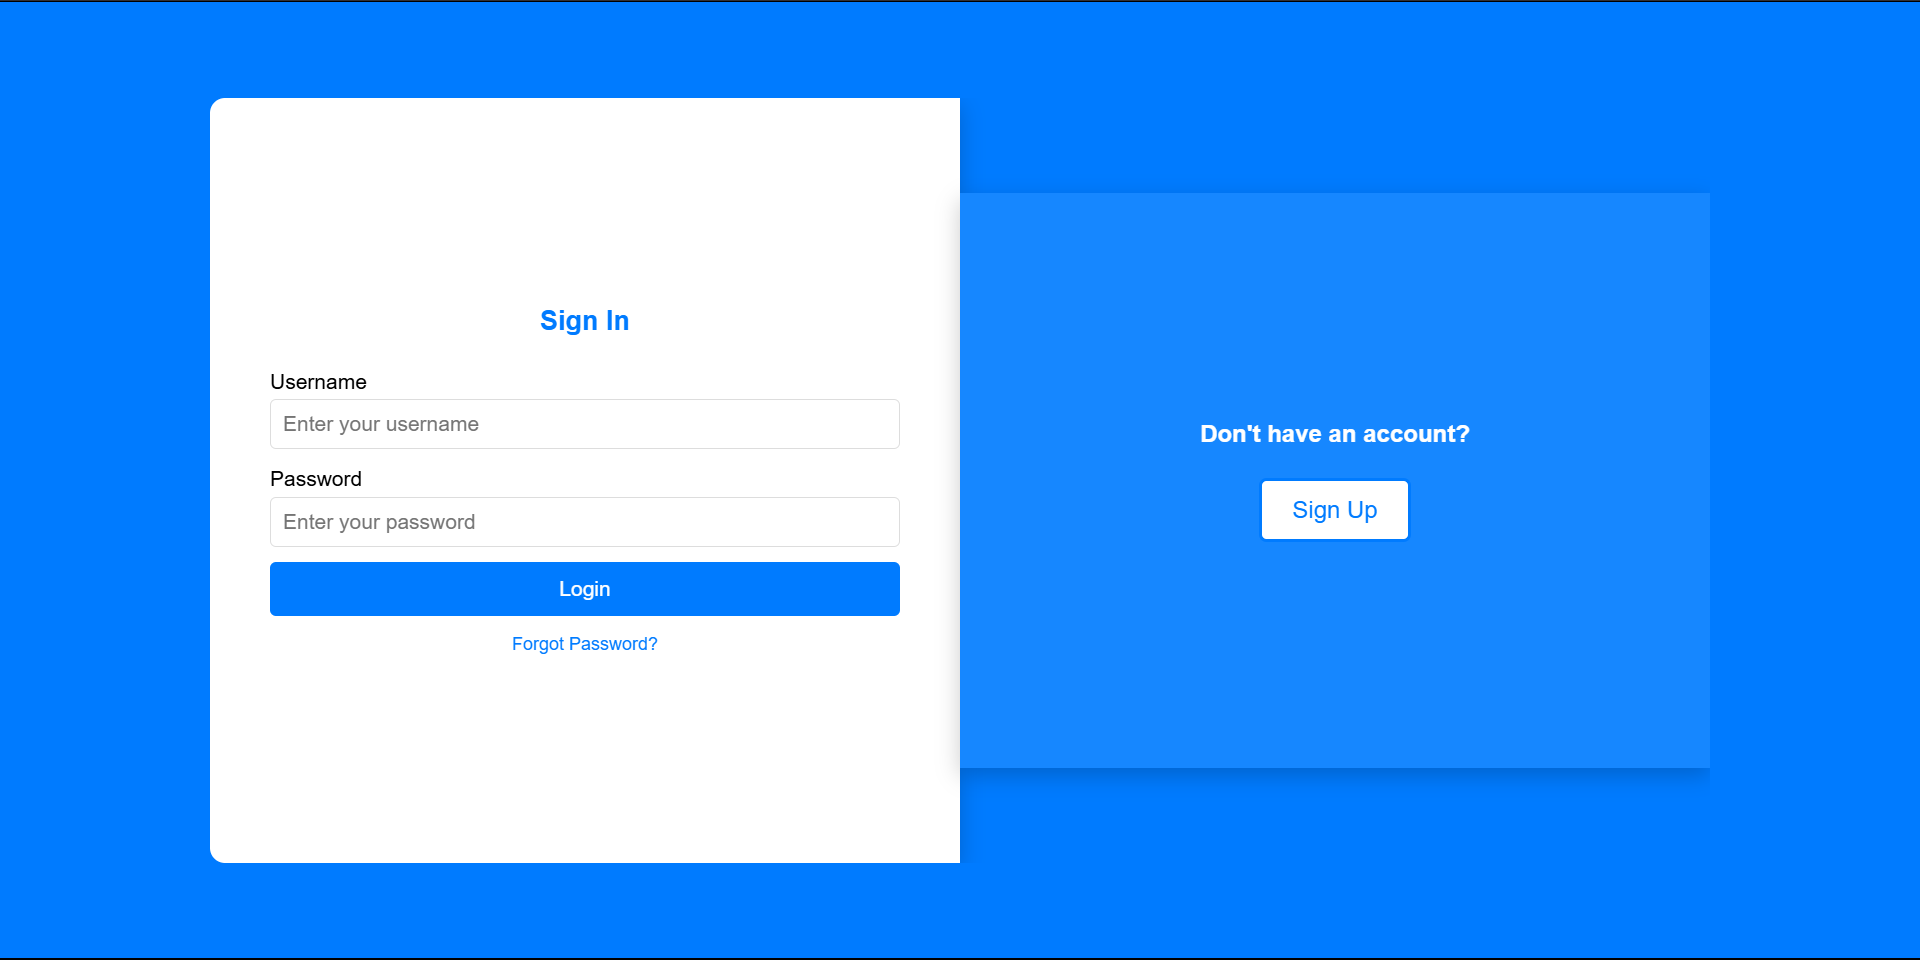 Sign In
Username
Enter your username
Password
Enter your password
Login
Forgot Password?
Don't have an account?
Sign Up